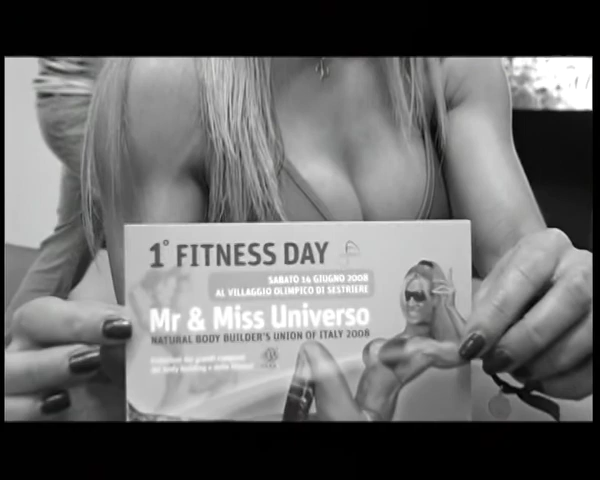 1° FITNESS DAY
SABATO 14 GIUGNO 2008
AL VILLAGGIO OLIMPICO DI SESTRIERE
Mr & Miss Universo
NATURAL BODY BUILDER'S UNION OF ITALY 2008